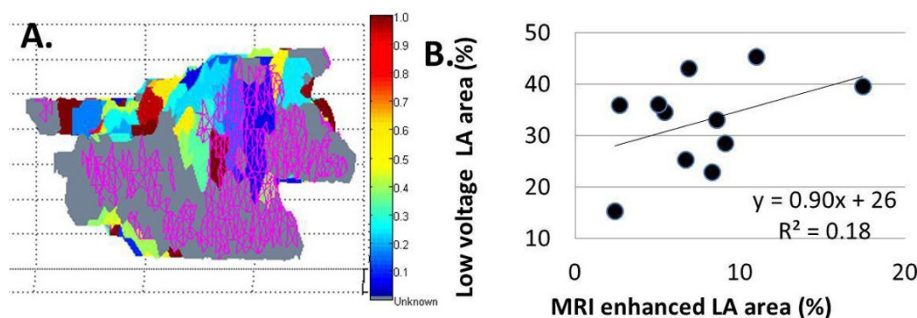 A.
1.0
0.9
0.8
0.7
0.6
0.5
0.4
0.3
0.2
0.1
Unknown
B.
Low voltage LA area (%)
50
40
30
20
10
y = 0.90x + 26
R² = 0.18
0
10
20
MRI enhanced LA area (%)